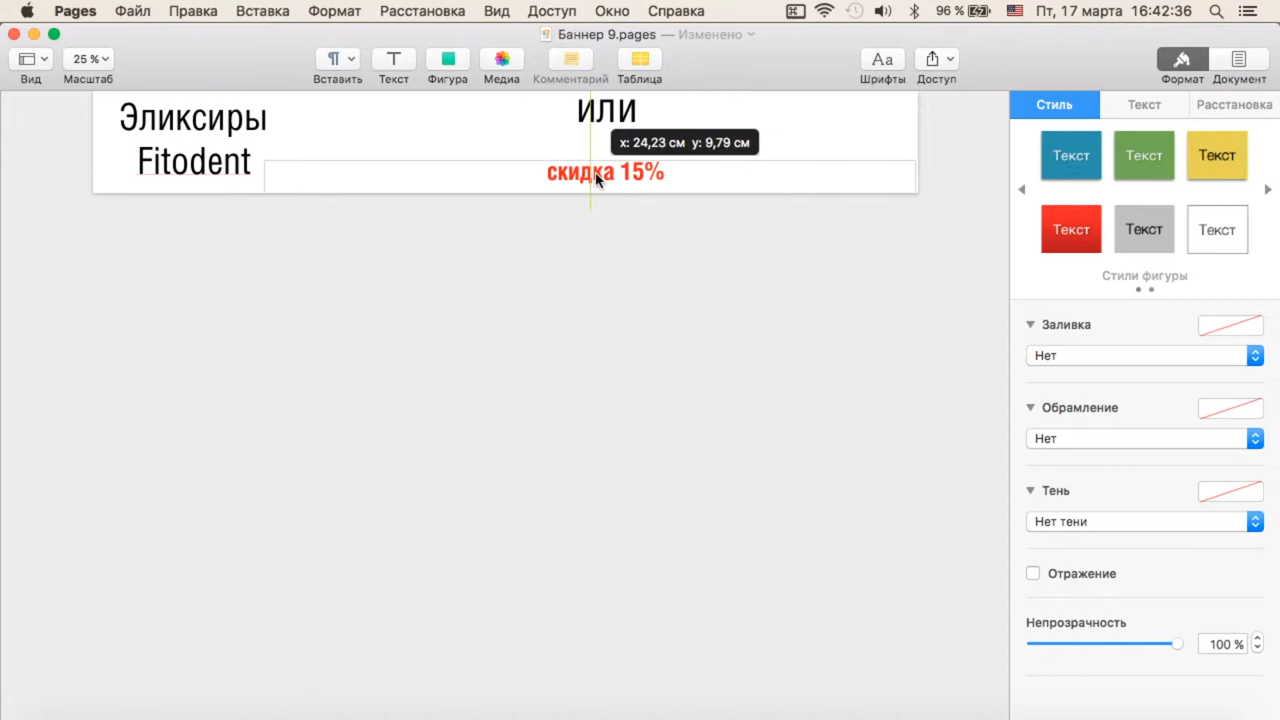 Pages Файл Правка Вставка Формат Расстановка Вид Доступ Окно Справка 96 % Пт, 17 марта 16:42:36
Баннер 9.pages — Изменено
25 %
Вид Масштаб Вставить Текст Фигура Медиа Комментарий Таблица Шрифты Доступ Формат Документ
Стиль Текст Расстановка
Эликсиры
Fitodent
ИЛИ
x: 24,23 см y: 9,79 см
скидка 15%
Текст Текст Текст
Текст Текст Текст
Стили фигуры
Заливка
Нет
Обрамление
Нет
Тень
Нет тени
Отражение
Непрозрачность
100 %